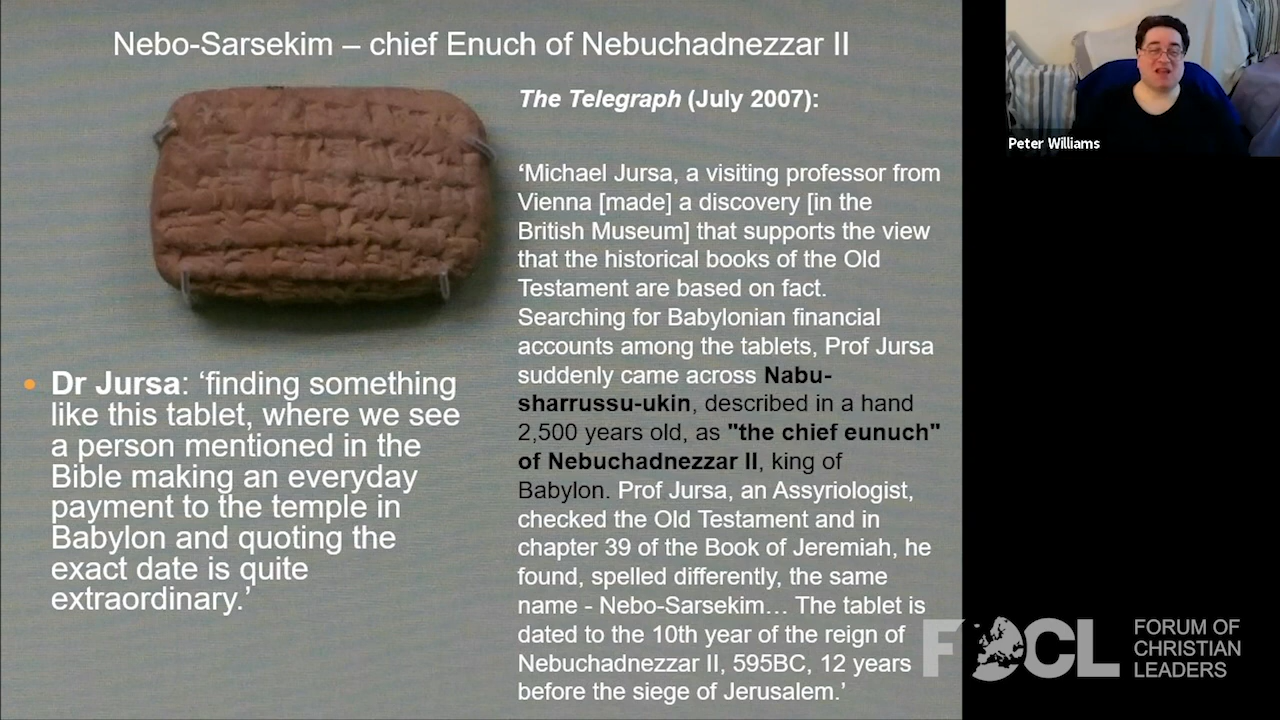 Nebo-Sarsekim – chief Enuch of Nebuchadnezzar II
The Telegraph (July 2007):
‘Michael Jursa, a visiting professor from
Vienna [made] a discovery [in the
British Museum] that supports the view
that the historical books of the Old
Testament are based on fact.
Searching for Babylonian financial
accounts among the tablets, Prof Jursa
suddenly came across Nabu-
sharrussu-ukin, described in a hand
2,500 years old, as "the chief eunuch"
of Nebuchadnezzar II, king of
Babylon. Prof Jursa, an Assyriologist,
checked the Old Testament and in
chapter 39 of the Book of Jeremiah, he
found, spelled differently, the same
name - Nebo-Sarsekim… The tablet is
dated to the 10th year of the reign of
Nebuchadnezzar II, 595BC, 12 years
before the siege of Jerusalem.’
• Dr Jursa: ‘finding something
like this tablet, where we see
a person mentioned in the
Bible making an everyday
payment to the temple in
Babylon and quoting the
exact date is quite
extraordinary.’
Peter Williams
FOCL
FORUM OF
CHRISTIAN
LEADERS